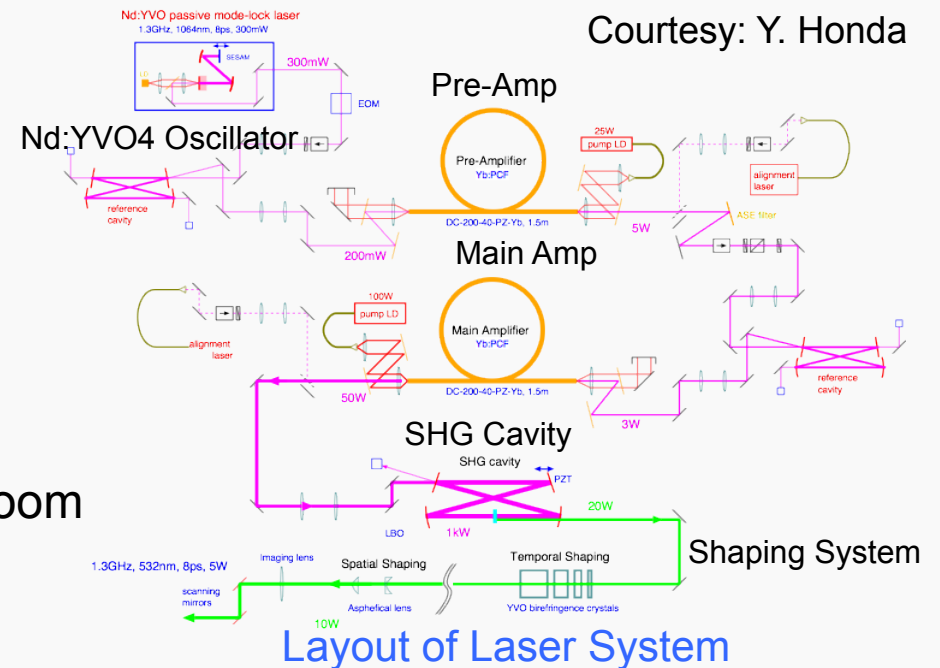 Nd:YVO passive mode-lock laser
1.3GHz, 1064nm, 8ps, 300mW
Courtesy: Y. Honda
SESAM
LD
300mW
EOM
Pre-Amp
Nd:YVO4 Oscillator
25W
pump LD
Pre-Amplifier
Yb:PCF
alignment
laser
reference
cavity
ASE filter
DC-200-40-PZ-Yb, 1.5m
5W
200mW
Main Amp
100W
pump LD
Main Amplifier
Yb:PCF
alignment
laser
reference
cavity
50W
DC-200-40-PZ-Yb, 1.5m
3W
SHG Cavity
SHG cavity
PZT
oom
20W
LBO
1kW
Shaping System
1.3GHz, 532nm, 8ps, 5W
Imaging lens
Spatial Shaping
Temporal Shaping
scanning
mirrors
Asphefical lens
YVO birefringence crystals
10W
Layout of Laser System